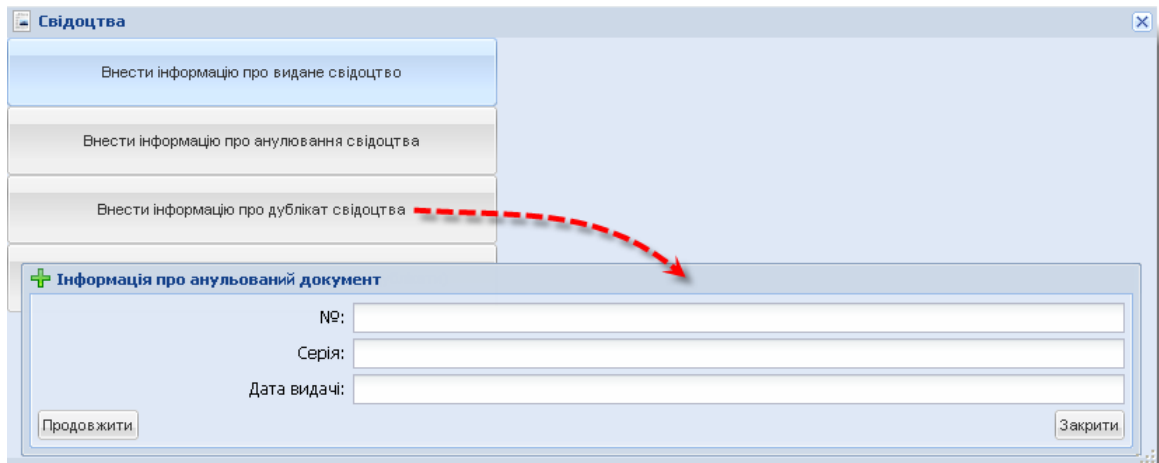 Свідоцтва
Внести інформацію про видане свідоцтво
Внести інформацію про анулювання свідоцтва
Внести інформацію про дублікат свідоцтва
Інформація про анульований документ
№:
Серія:
Дата видачі:
Продовжити
Закрити